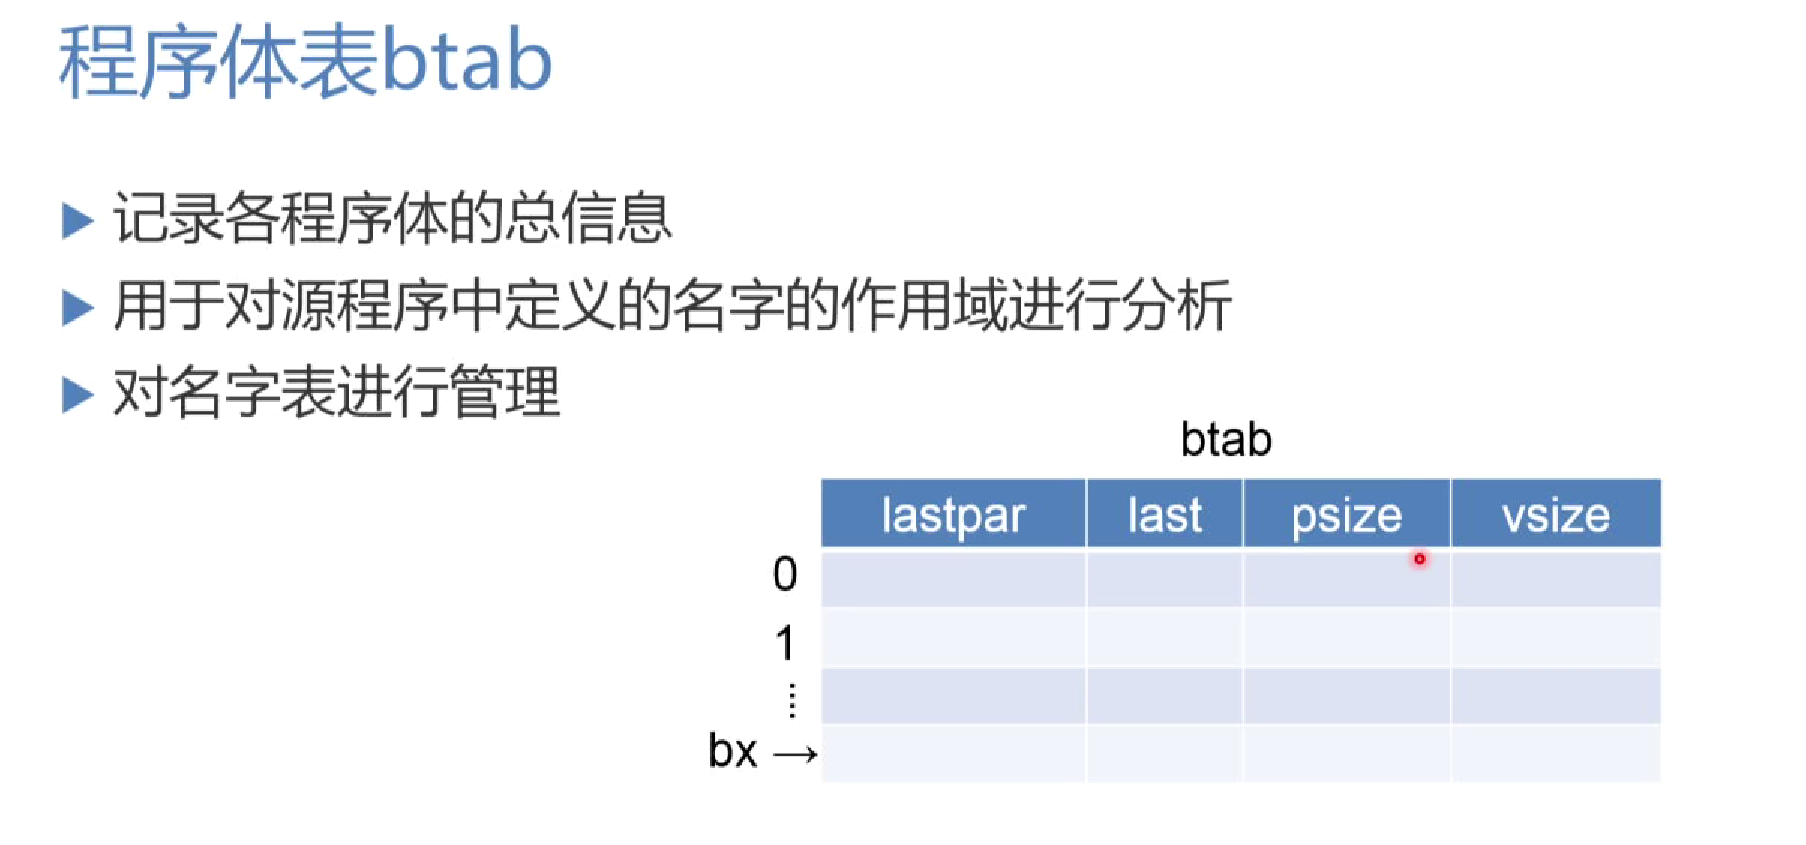 程序体表btab
记录各程序体的总信息
用于对源程序中定义的名字的作用域进行分析
对名字表进行管理
btab
lastpar last psize vsize
0
1
⋮
bx →